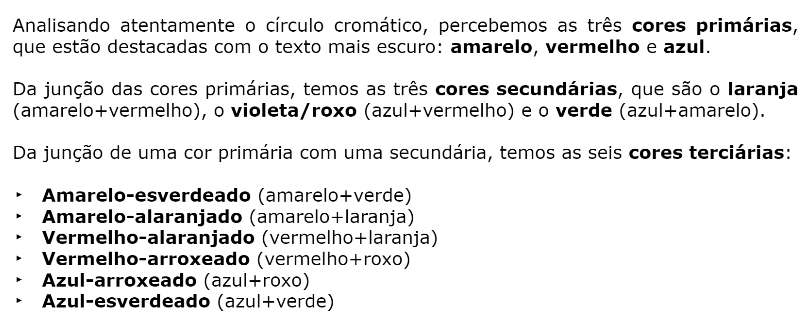 Analisando atentamente o círculo cromático, percebemos as três cores primárias,
que estão destacadas com o texto mais escuro: amarelo, vermelho e azul.
Da junção das cores primárias, temos as três cores secundárias, que são o laranja
(amarelo+vermelho), o violeta/roxo (azul+vermelho) e o verde (azul+amarelo).
Da junção de uma cor primária com uma secundária, temos as seis cores terciárias:
‣ Amarelo-esverdeado (amarelo+verde)
‣ Amarelo-alaranjado (amarelo+laranja)
‣ Vermelho-alaranjado (vermelho+laranja)
‣ Vermelho-arroxeado (vermelho+roxo)
‣ Azul-arroxeado (azul+roxo)
‣ Azul-esverdeado (azul+verde)